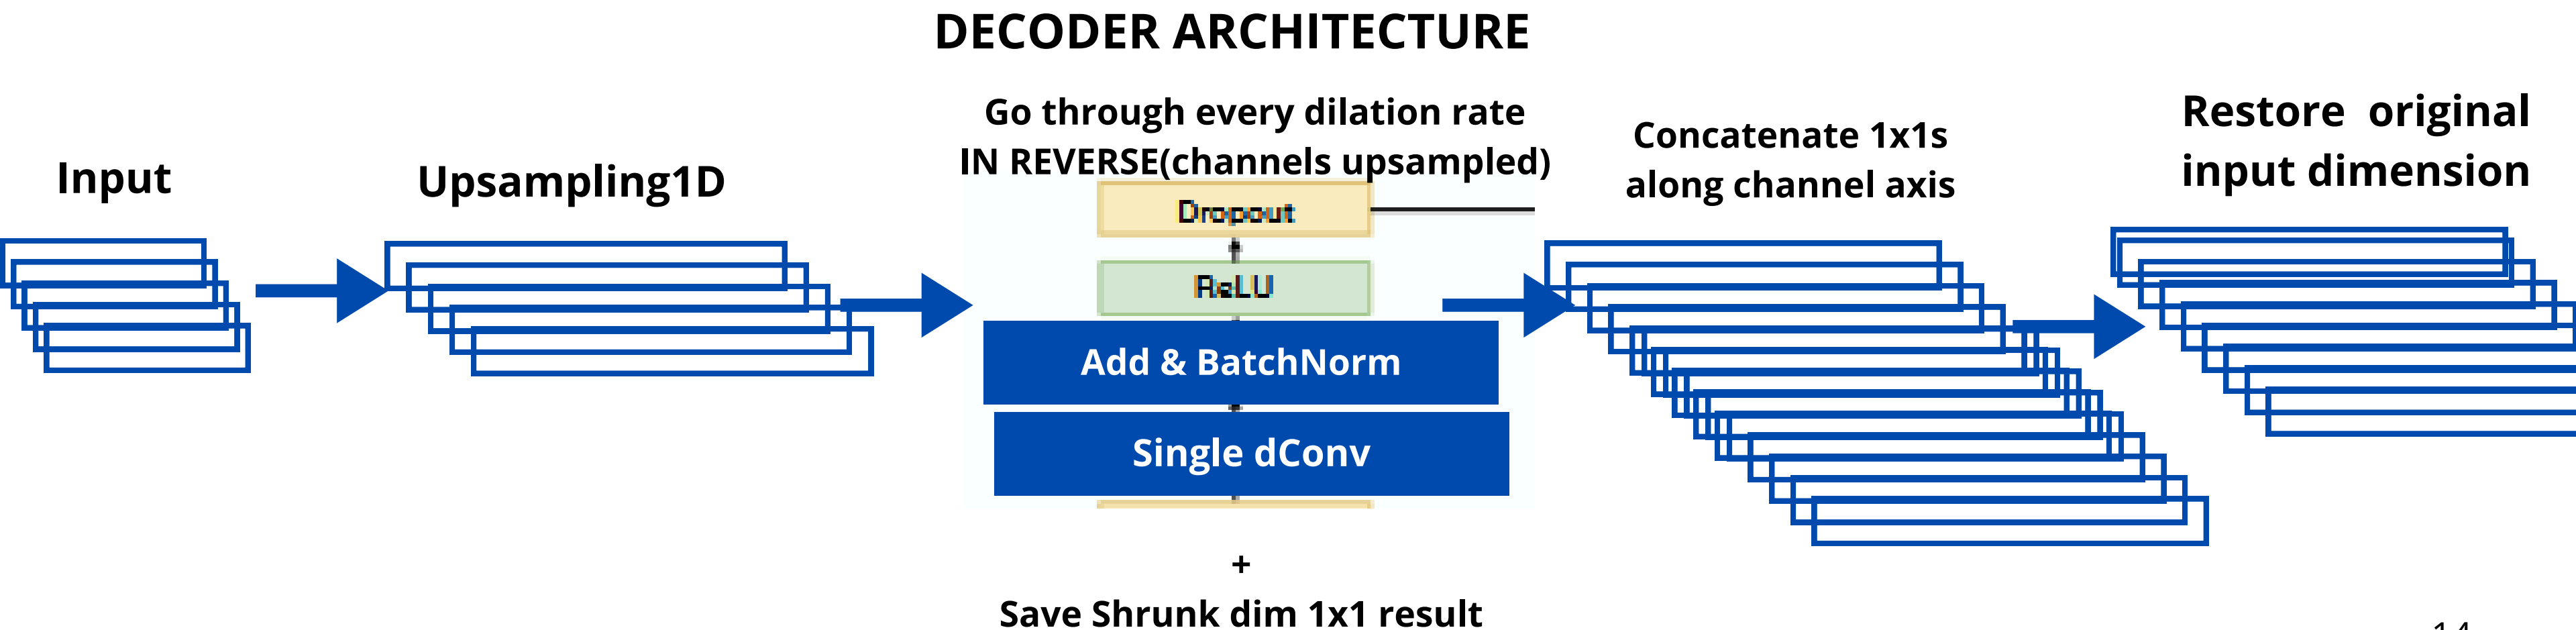 DECODER ARCHITECTURE
Input
Upsampling1D
Go through every dilation rate
IN REVERSE(channels upsampled)
Dropout
ReLU
Add & BatchNorm
Single dConv
+
Save Shrunk dim 1x1 result
Concatenate 1x1s
along channel axis
Restore original
input dimension
14